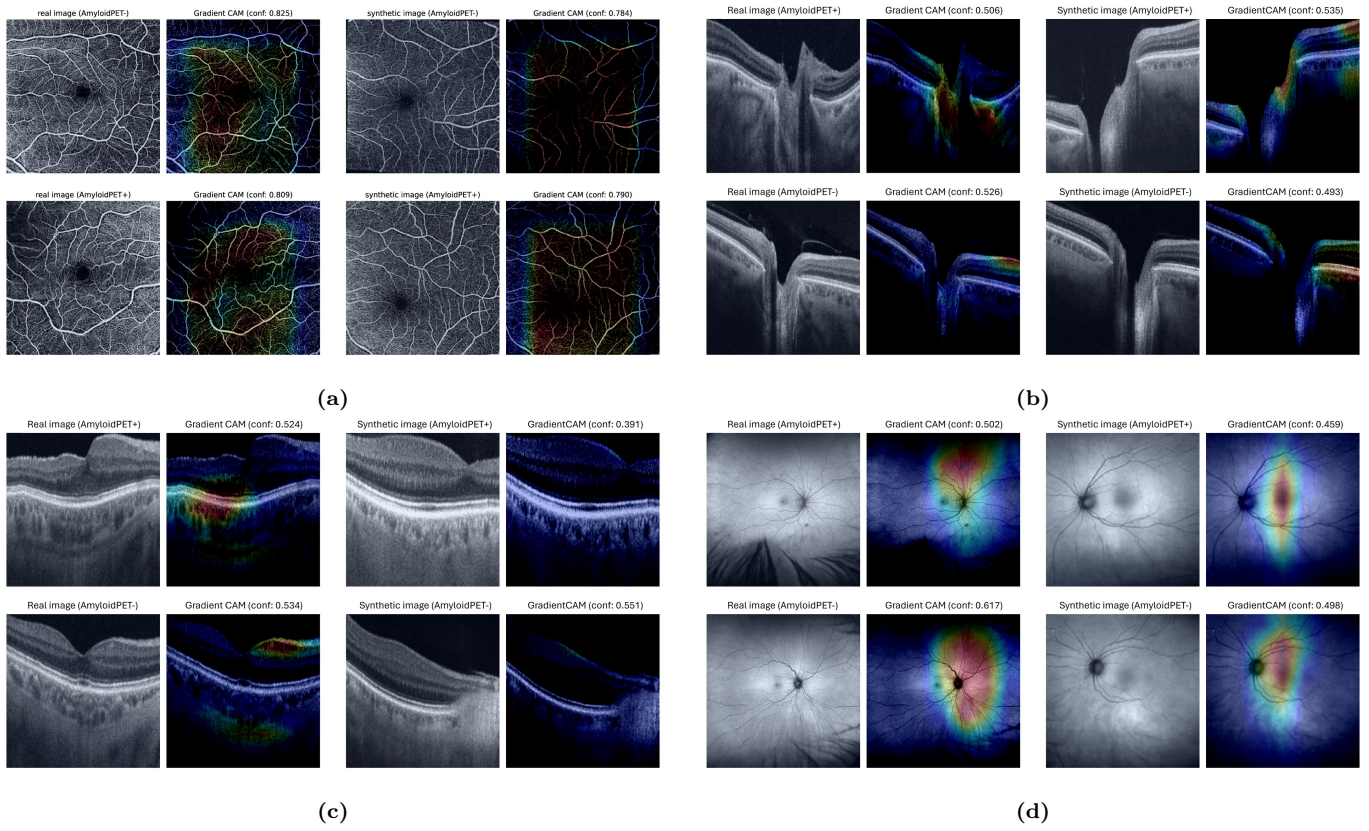 real image (AmyloidPET-)
Gradient CAM (conf: 0.825)
synthetic image (AmyloidPET-)
Gradient CAM (conf: 0.784)
real image (AmyloidPET+)
Gradient CAM (conf: 0.809)
synthetic image (AmyloidPET+)
Gradient CAM (conf: 0.790)
(a)
Real image (AmyloidPET+)
Gradient CAM (conf: 0.506)
Synthetic image (AmyloidPET+)
GradientCAM (conf: 0.535)
Real image (AmyloidPET-)
Gradient CAM (conf: 0.526)
Synthetic image (AmyloidPET-)
GradientCAM (conf: 0.493)
(b)
Real image (AmyloidPET+)
Gradient CAM (conf: 0.524)
Synthetic image (AmyloidPET+)
GradientCAM (conf: 0.391)
Real image (AmyloidPET-)
Gradient CAM (conf: 0.534)
Synthetic image (AmyloidPET-)
GradientCAM (conf: 0.551)
(c)
Real image (AmyloidPET+)
Gradient CAM (conf: 0.502)
Synthetic image (AmyloidPET+)
GradientCAM (conf: 0.459)
Real image (AmyloidPET-)
Gradient CAM (conf: 0.617)
Synthetic image (AmyloidPET-)
GradientCAM (conf: 0.498)
(d)